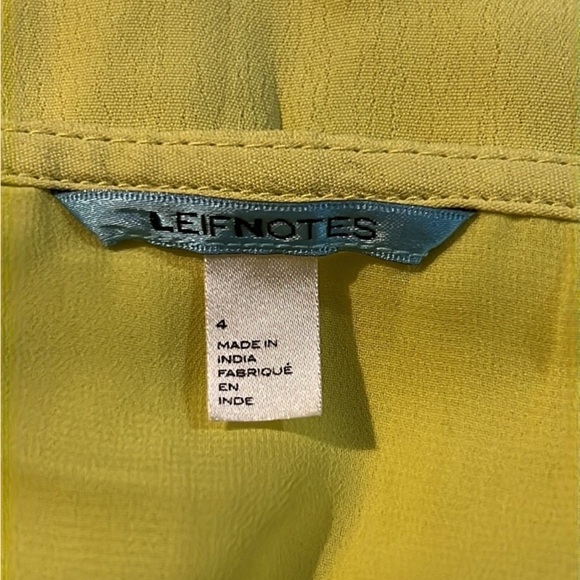 LEIFNOTES
4
MADE IN
INDIA
FABRIQUÉ
EN
INDE